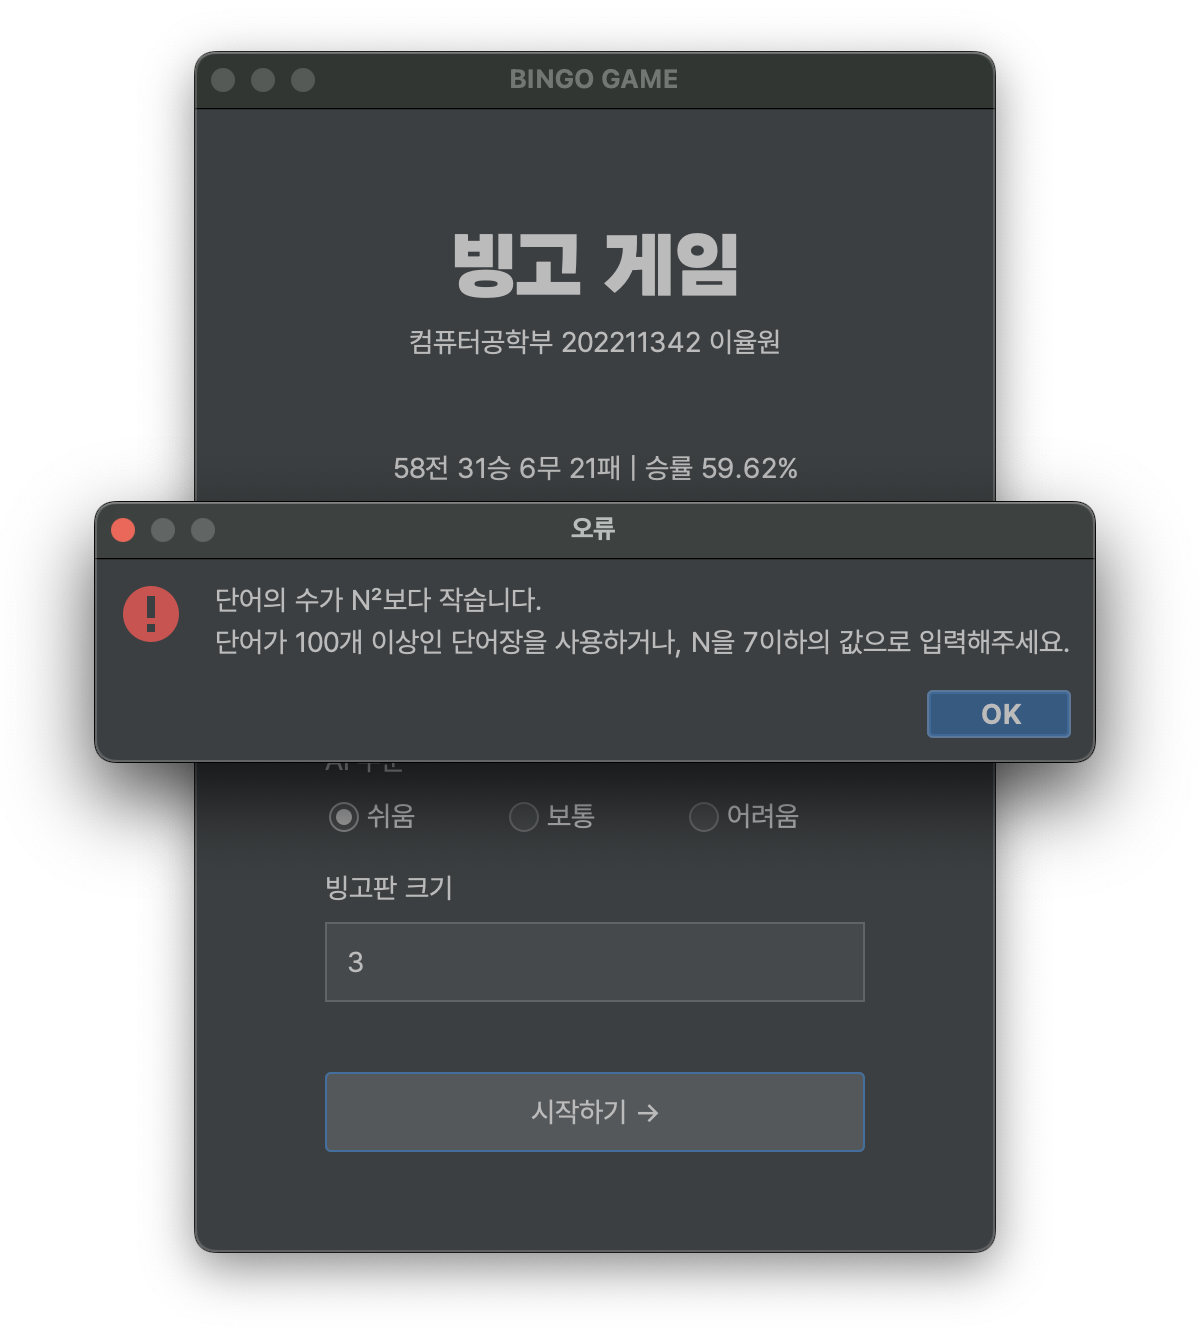 BINGO GAME
빙고 게임
컴퓨터공학부 202211342 이율원
58전 31승 6무 21패 | 승률 59.62%
오류
단어의 수가 N²보다 작습니다.
단어가 100개 이상인 단어장을 사용하거나, N을 7이하의 값으로 입력해주세요.
OK
쉬움
보통
어려움
빙고판 크기
3
시작하기 →